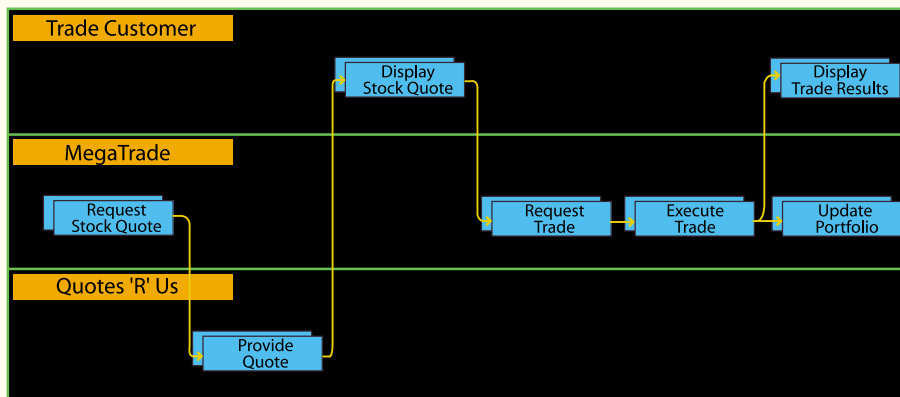 Trade Customer
Display
Stock Quote
Display
Trade Results
MegaTrade
Request
Stock Quote
Request
Trade
Execute
Trade
Update
Portfolio
Quotes 'R' Us
Provide
Quote